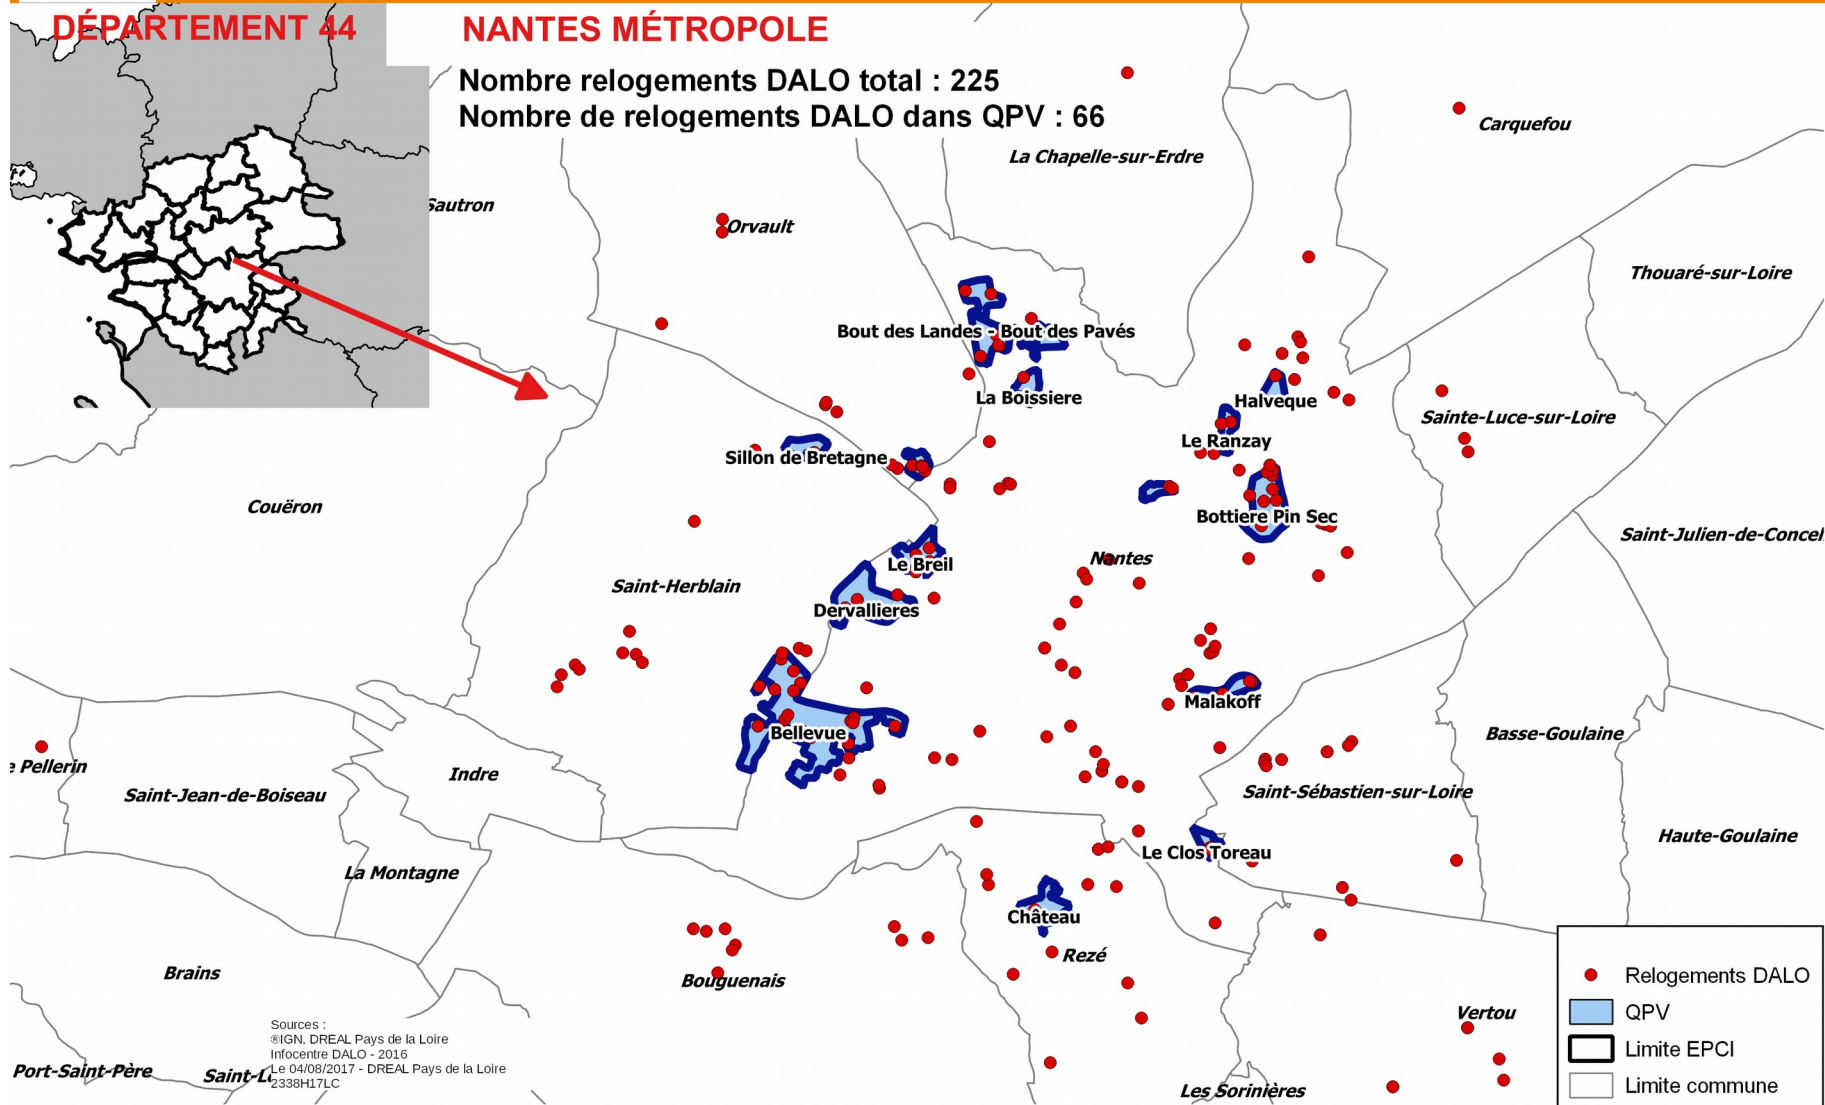 DÉPARTEMENT 44
NANTES MÉTROPOLE
Nombre relogements DALO total : 225
Nombre de relogements DALO dans QPV : 66
Carquefou
La Chapelle-sur-Erdre
Sautron
Orvault
Thouaré-sur-Loire
Bout des Landes - Bout des Pavés
La Boissiere
Halveque
Sainte-Luce-sur-Loire
Le Ranzay
Sillon de Bretagne
Couëron
Bottiere Pin Sec
Saint-Julien-de-Concel
Nantes
Le Breil
Saint-Herblain
Dervallieres
Malakoff
Bellevue
Basse-Goulaine
e Pellerin
Indre
Saint-Jean-de-Boiseau
Saint-Sébastien-sur-Loire
Haute-Goulaine
Le Clos Toreau
La Montagne
Château
Rezé
Brains
Bouguenais
Relogements DALO
QPV
Limite EPCI
Limite commune
Vertou
Sources :
®IGN, DREAL Pays de la Loire
Infocentre DALO - 2016
Le 04/08/2017 - DREAL Pays de la Loire
2338H17LC
Port-Saint-Père
Saint-L
Les Sorinières